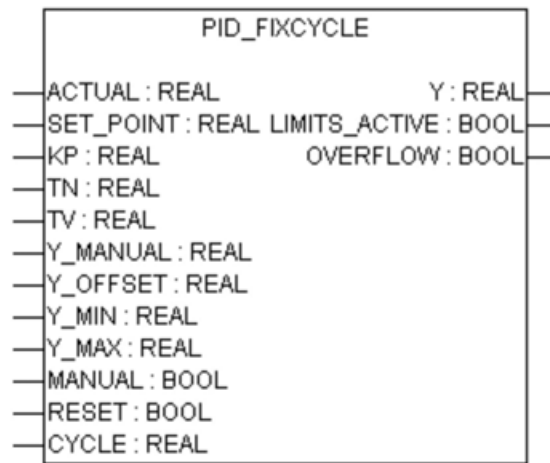 PID_FIXCYCLE
ACTUAL : REAL Y : REAL
SET_POINT : REAL LIMITS_ACTIVE : BOOL
KP : REAL OVERFLOW : BOOL
TN : REAL
TV : REAL
Y_MANUAL : REAL
Y_OFFSET : REAL
Y_MIN : REAL
Y_MAX : REAL
MANUAL : BOOL
RESET : BOOL
CYCLE : REAL